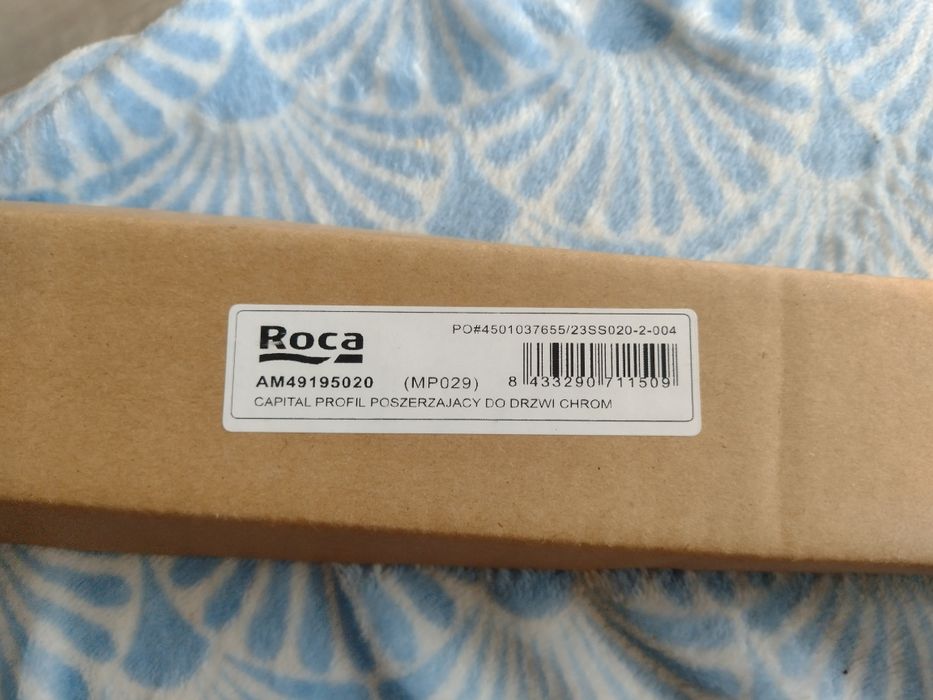 Roca
PO#4501037655/23SS020-2-004
AM49195020 (MP029)
8 433290 711509
CAPITAL PROFIL POSZERZAJACY DO DRZWI CHROM